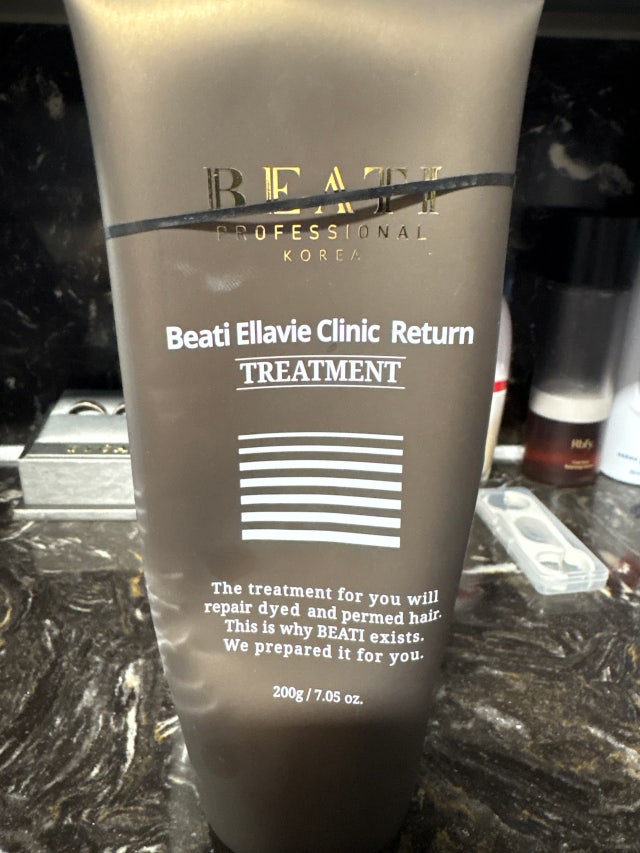 BEATI
PROFESSIONAL
KOREA
Beati Ellavie Clinic Return
TREATMENT
The treatment for you will
repair dyed and permed hair.
This is why BEATI exists.
We prepared it for you.
200g / 7.05 oz.